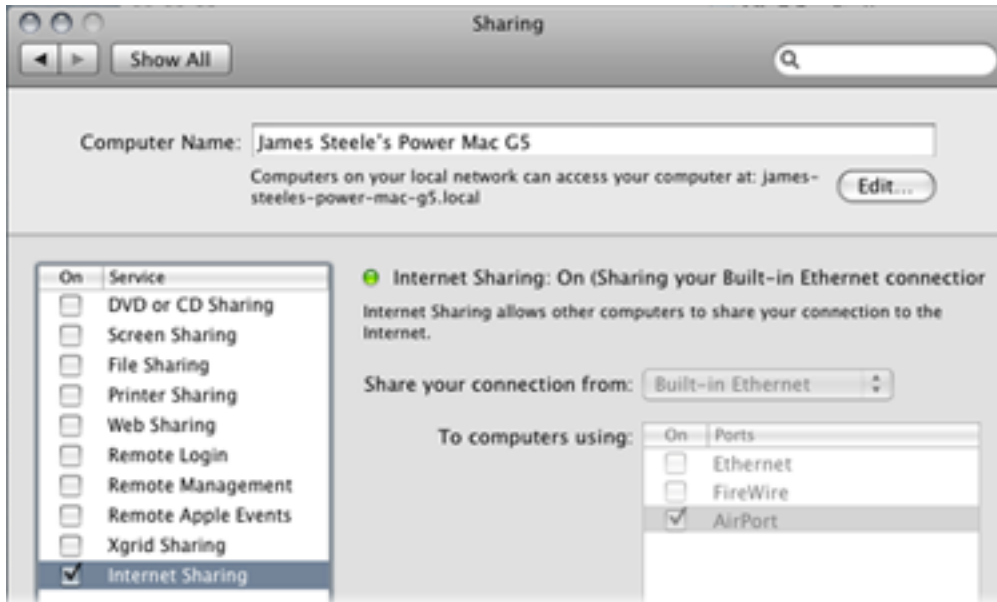 Sharing
Show All
Computer Name: James Steele's Power Mac G5
Computers on your local network can access your computer at: james-
steeles-power-mac-g5.local
Edit...
On Service
DVD or CD Sharing
Screen Sharing
File Sharing
Printer Sharing
Web Sharing
Remote Login
Remote Management
Remote Apple Events
Xgrid Sharing
Internet Sharing
Internet Sharing: On (Sharing your Built-in Ethernet connection
Internet Sharing allows other computers to share your connection to the
Internet.
Share your connection from: Built-in Ethernet
To computers using:
On Ports
Ethernet
FireWire
AirPort